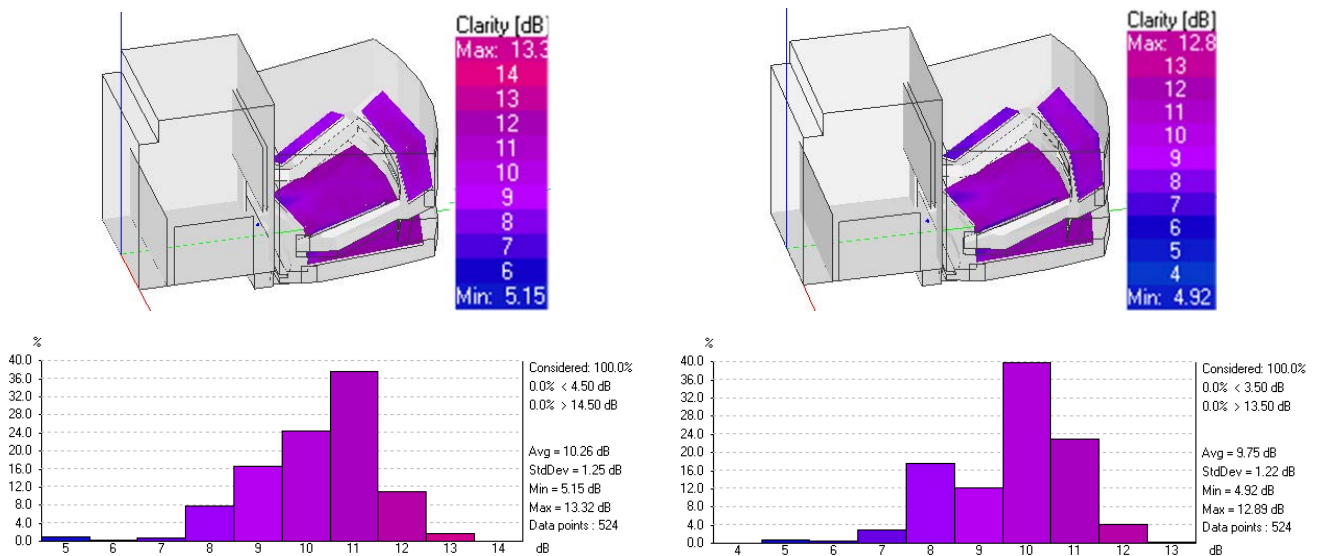 Clarity [dB]
Max: 13.3
14
13
12
11
10
9
8
7
6
Min: 5.15
Clarity [dB]
Max: 12.8
13
12
11
10
9
8
7
6
5
4
Min: 4.92
%
40.0
36.0
32.0
28.0
24.0
20.0
16.0
12.0
8.0
4.0
0.0
5 6 7 8 9 10 11 12 13 14 dB
Considered: 100.0%
0.0% < 4.50 dB
0.0% > 14.50 dB
Avg = 10.26 dB
StdDev = 1.25 dB
Min = 5.15 dB
Max = 13.32 dB
Data points : 524
%
40.0
36.0
32.0
28.0
24.0
20.0
16.0
12.0
8.0
4.0
0.0
4 5 6 7 8 9 10 11 12 13 dB
Considered: 100.0%
0.0% < 3.50 dB
0.0% > 13.50 dB
Avg = 9.75 dB
StdDev = 1.22 dB
Min = 4.92 dB
Max = 12.89 dB
Data points : 524